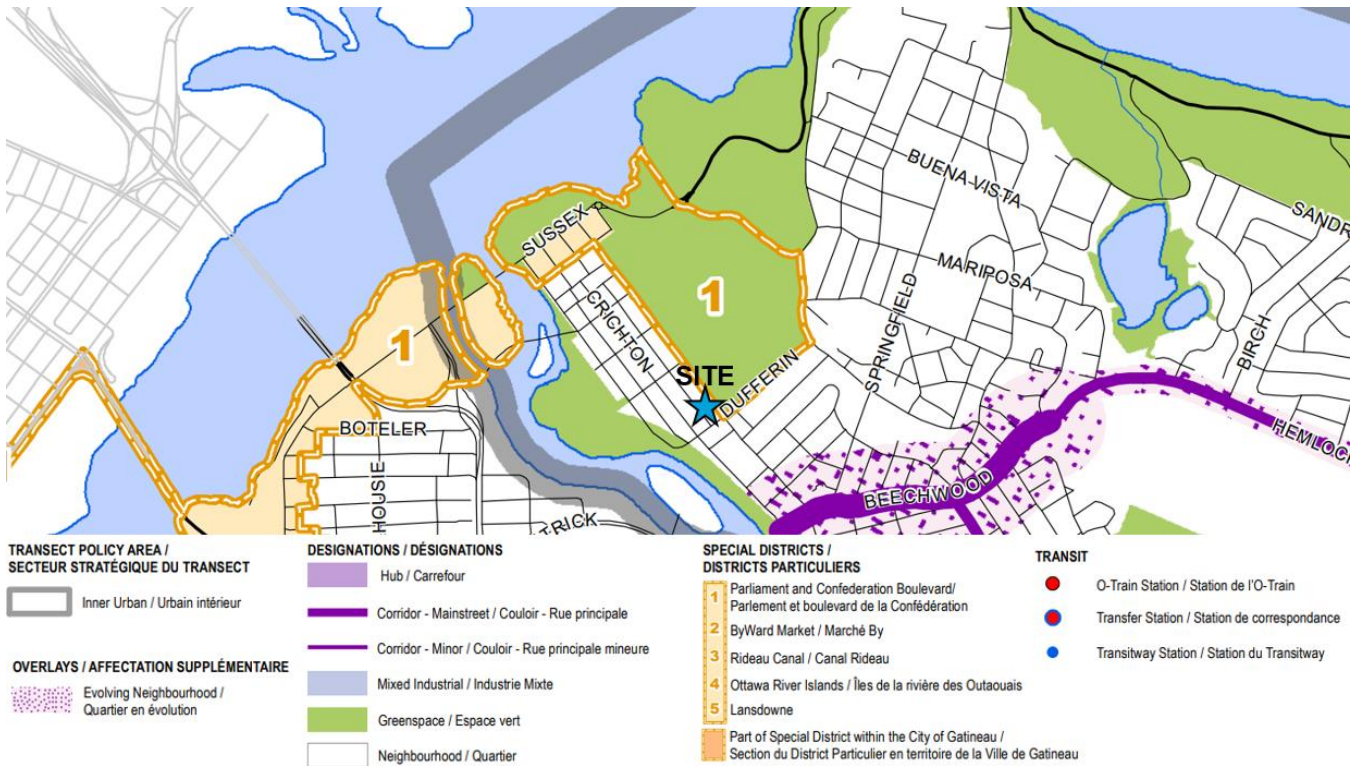 BUENA VISTA
SANDR
SUSSEX
MARIPOSA
1
CRICHTON
SPRINGFIELD
BIRCH
1
SITE
DUFFERIN
BOTELER
HEMLOCK
BEECHWOOD
HOUSIE
TRICK
TRANSECT POLICY AREA /
SECTEUR STRATÉGIQUE DU TRANSECT
Inner Urban / Urbain intérieur
OVERLAYS / AFFECTATION SUPPLÉMENTAIRE
Evolving Neighbourhood /
Quartier en évolution
DESIGNATIONS / DÉSIGNATIONS
Hub / Carrefour
Corridor - Mainstreet / Couloir - Rue principale
Corridor - Minor / Couloir - Rue principale mineure
Mixed Industrial / Industrie Mixte
Greenspace / Espace vert
Neighbourhood / Quartier
SPECIAL DISTRICTS /
DISTRICTS PARTICULIERS
1 Parliament and Confederation Boulevard/
Parlement et boulevard de la Confédération
2 ByWard Market / Marché By
3 Rideau Canal / Canal Rideau
4 Ottawa River Islands / Îles de la rivière des Outaouais
5 Lansdowne
Part of Special District within the City of Gatineau /
Section du District Particulier en territoire de la Ville de Gatineau
TRANSIT
O-Train Station / Station de l'O-Train
Transfer Station / Station de correspondance
Transitway Station / Station du Transitway